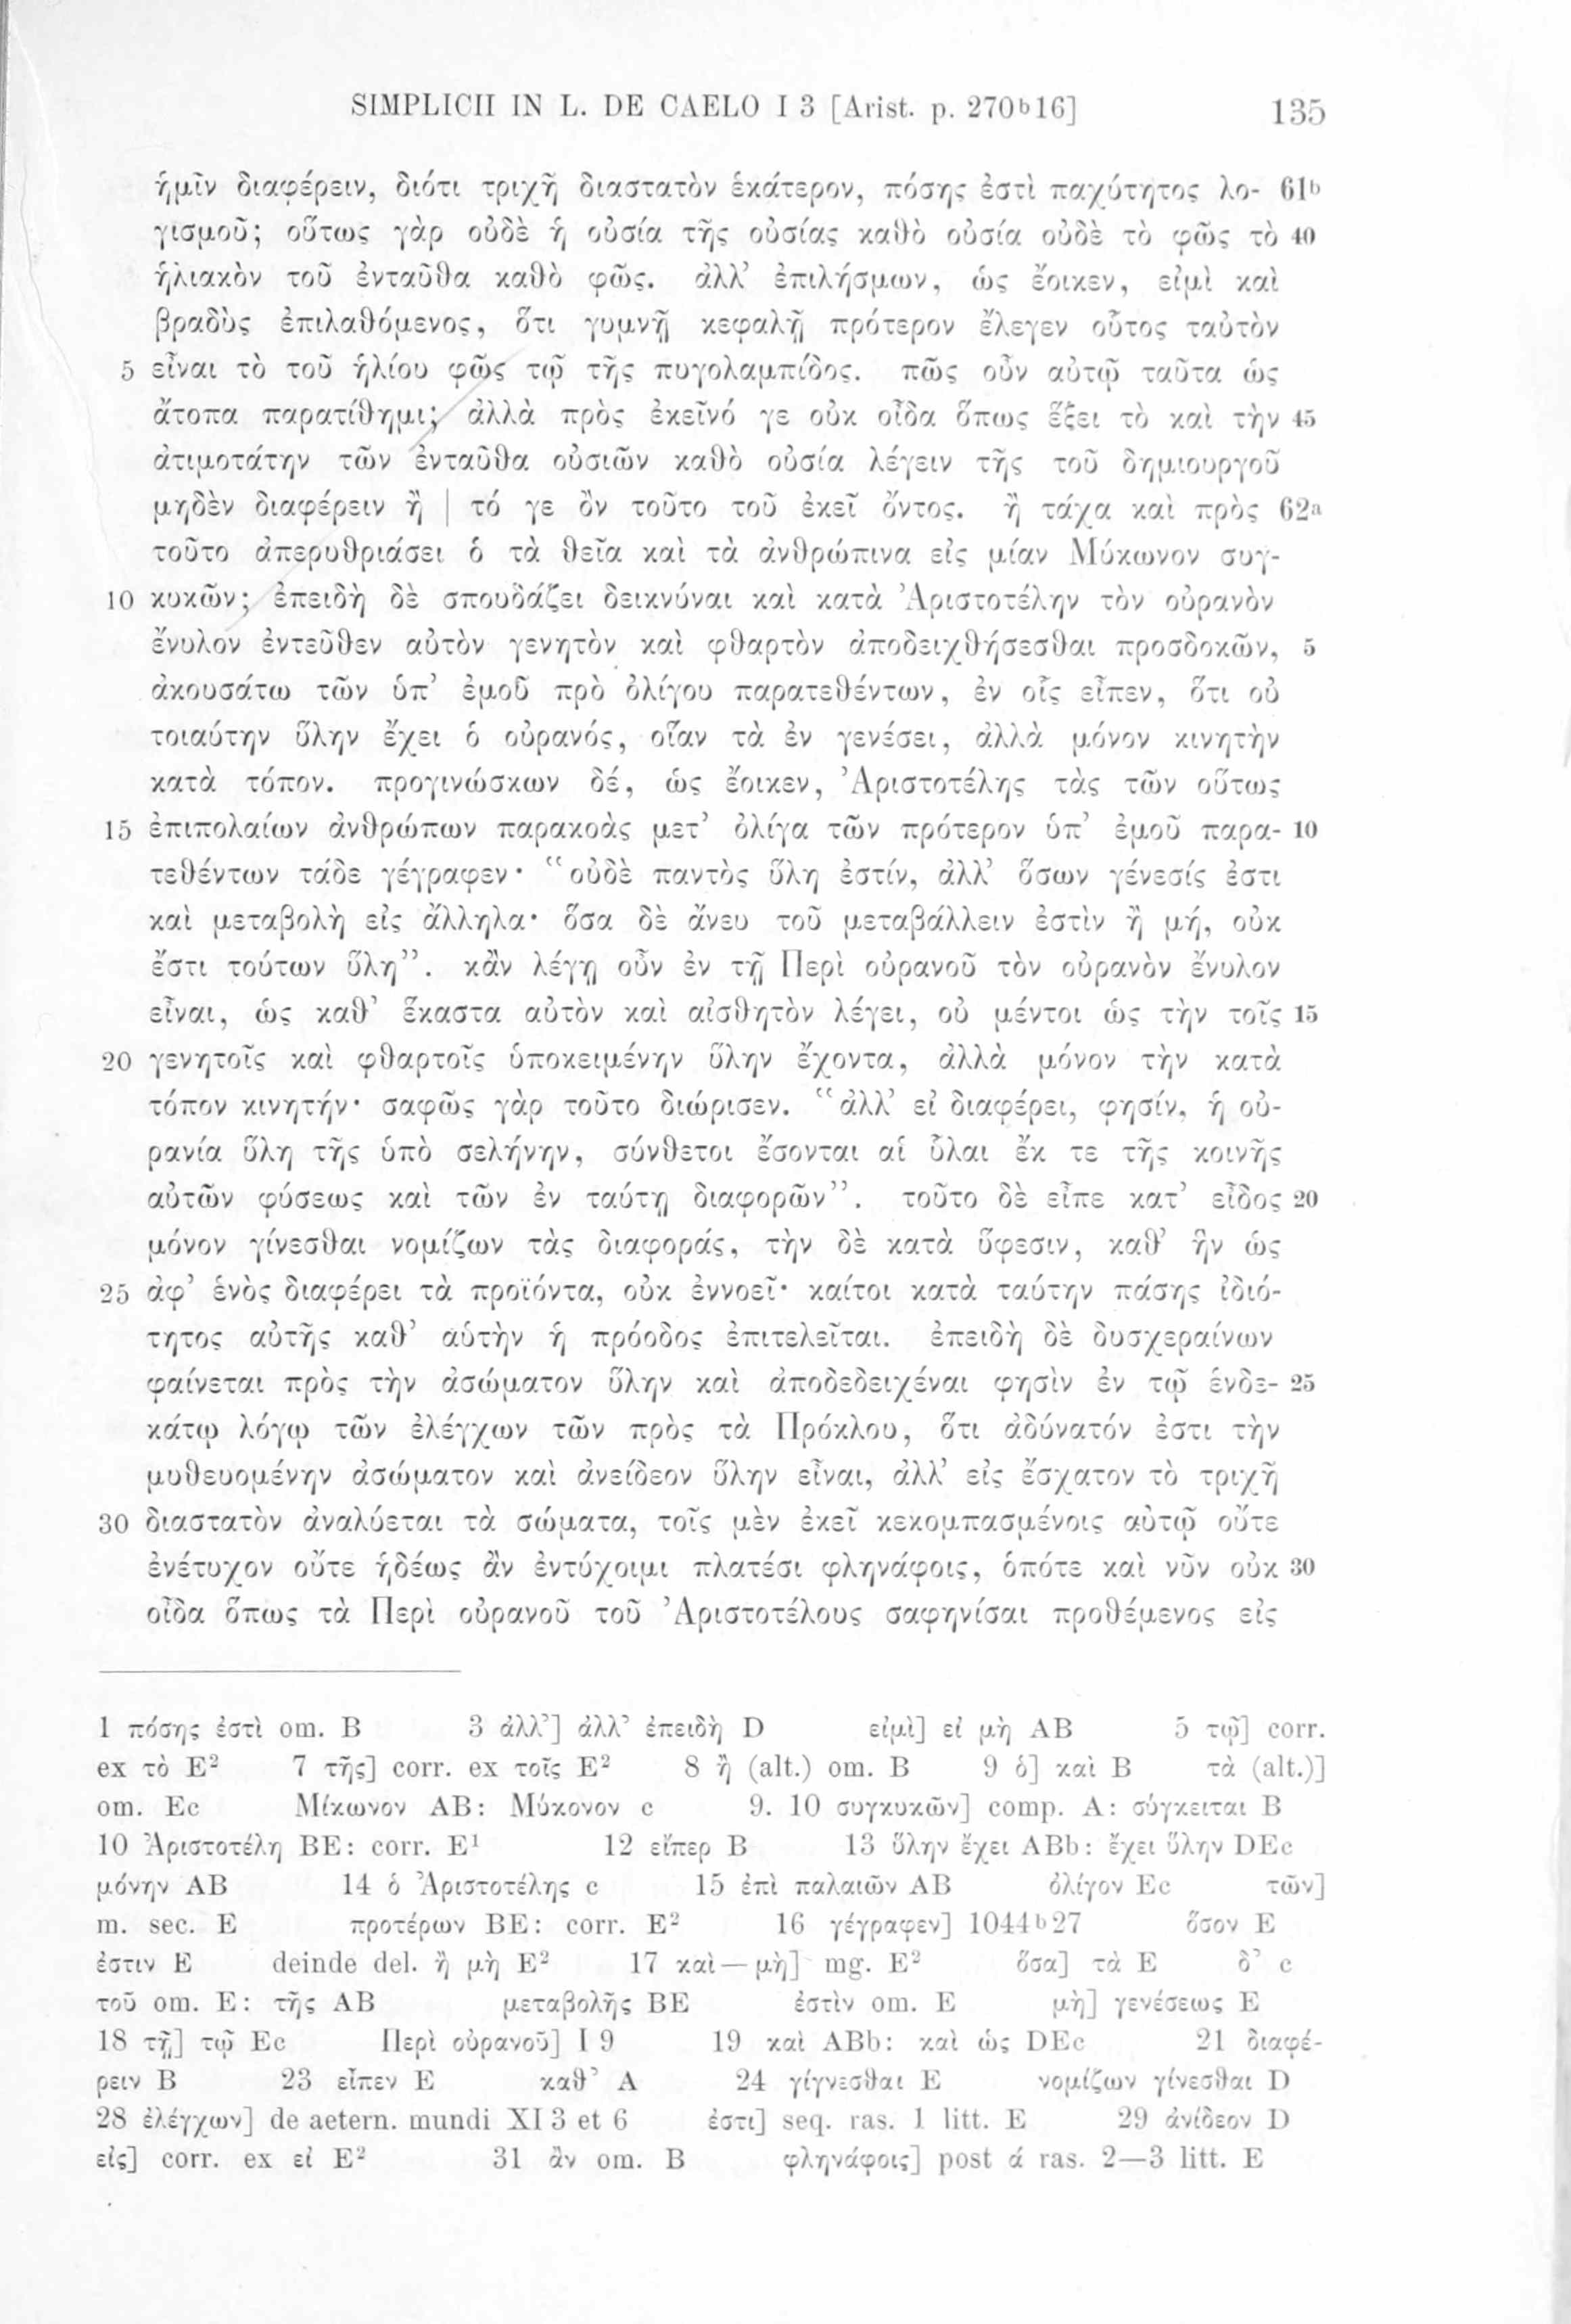 SIMPLICII IN L. DE CAELO I 3 [Arist. p. 270b16] 135
ἡμῖν διαφέρειν, διότι τριχῇ διαστατὸν ἑκάτερον, πόσης ἐστὶ παχύτητος λο- 61b
γισμοῦ; οὕτως γὰρ οὐδὲ ἡ οὐσία τῆς οὐσίας καθὸ οὐσία οὐδὲ τὸ φῶς τὸ 40
ἡλιακὸν τοῦ ἐνταῦθα καθὸ φῶς. ἀλλ’ ἐπιλήσμων, ὡς ἔοικεν, εἰμὶ καὶ
βραδὺς ἐπιλαθόμενος, ὅτι γυμνῇ κεφαλῇ πρότερον ἔλεγεν οὗτος ταὐτὸν
5 εἶναι τὸ τοῦ ἡλίου φῶς τῷ τῆς πυγολαμπίδος. πῶς οὖν αὐτῷ ταῦτα ὡς
ἄτοπα παρατίθημι; ἀλλὰ πρὸς ἐκεῖνό γε οὐκ οἶδα ὅπως ἕξει τὸ καὶ τὴν 45
ἀτιμοτάτην τῶν ἐνταῦθα οὐσιῶν καθὸ οὐσία λέγειν τῆς τοῦ δημιουργοῦ
μηδὲν διαφέρειν ἢ | τό γε ὂν τοῦτο τοῦ ἐκεῖ ὄντος. ἢ τάχα καὶ πρὸς 62a
τοῦτο ἀπερυθριάσει ὁ τὰ θεῖα καὶ τὰ ἀνθρώπινα εἰς μίαν Μύκωνον συγ-
10 κυκῶν; ἐπειδὴ δὲ σπουδάζει δεικνύναι καὶ κατὰ Ἀριστοτέλην τὸν οὐρανὸν
ἔνυλον ἐντεῦθεν αὐτὸν γενητὸν καὶ φθαρτὸν ἀποδειχθήσεσθαι προσδοκῶν, 5
ἀκουσάτω τῶν ὑπ’ ἐμοῦ πρὸ ὀλίγου παρατεθέντων, ἐν οἷς εἶπεν, ὅτι οὐ
τοιαύτην ὕλην ἔχει ὁ οὐρανός, οἵαν τὰ ἐν γενέσει, ἀλλὰ μόνον κινητὴν
κατὰ τόπον. προγινώσκων δέ, ὡς ἔοικεν, Ἀριστοτέλης τὰς τῶν οὕτως
15 ἐπιπολαίων ἀνθρώπων παρακοὰς μετ’ ὀλίγα τῶν πρότερον ὑπ’ ἐμοῦ παρα- 10
τεθέντων τάδε γέγραφεν· “οὐδὲ παντὸς ὕλη ἐστίν, ἀλλ’ ὅσων γένεσίς ἐστι
καὶ μεταβολὴ εἰς ἄλληλα· ὅσα δὲ ἄνευ τοῦ μεταβάλλειν ἐστὶν ἢ μή, οὐκ
ἔστι τούτων ὕλη”. κἂν λέγῃ οὖν ἐν τῇ Περὶ οὐρανοῦ τὸν οὐρανὸν ἔνυλον
εἶναι, ὡς καθ’ ἕκαστα αὐτὸν καὶ αἰσθητὸν λέγει, οὐ μέντοι ὡς τὴν τοῖς 15
20 γενητοῖς καὶ φθαρτοῖς ὑποκειμένην ὕλην ἔχοντα, ἀλλὰ μόνον τὴν κατὰ
τόπον κινητήν· σαφῶς γὰρ τοῦτο διώρισεν. “ἀλλ’ εἰ διαφέρει, φησίν, ἡ οὐ-
ρανία ὕλη τῆς ὑπὸ σελήνην, σύνθετοι ἔσονται αἱ ὗλαι ἔκ τε τῆς κοινῆς
αὐτῶν φύσεως καὶ τῶν ἐν ταύτῃ διαφορῶν”. τοῦτο δὲ εἶπε κατ’ εἶδος 20
μόνον γίνεσθαι νομίζων τὰς διαφοράς, τὴν δὲ κατὰ ὕφεσιν, καθ’ ἣν ὡς
25 ἀφ’ ἑνὸς διαφέρει τὰ προϊόντα, οὐκ ἐννοεῖ· καίτοι κατὰ ταύτην πάσης ἰδιό-
τητος αὐτῆς καθ’ αὑτὴν ἡ πρόοδος ἐπιτελεῖται. ἐπειδὴ δὲ δυσχεραίνων
φαίνεται πρὸς τὴν ἀσώματον ὕλην καὶ ἀποδεδειχέναι φησὶν ἐν τῷ ἑνδε- 25
κάτῳ λόγῳ τῶν ἐλέγχων τῶν πρὸς τὰ Πρόκλου, ὅτι ἀδύνατόν ἐστι τὴν
μυθευομένην ἀσώματον καὶ ἀνείδεον ὕλην εἶναι, ἀλλ’ εἰς ἔσχατον τὸ τριχῇ
30 διαστατὸν ἀναλύεται τὰ σώματα, τοῖς μὲν ἐκεῖ κεκομπασμένοις αὐτῷ οὔτε
ἐνέτυχον οὔτε ἡδέως ἂν ἐντύχοιμι πλατέσι φληνάφοις, ὁπότε καὶ νῦν οὐκ 30
οἶδα ὅπως τὰ Περὶ οὐρανοῦ τοῦ Ἀριστοτέλους σαφηνίσαι προθέμενος εἰς
1 πόσης ἐστὶ om. B 3 ἀλλ’] ἀλλ’ ἐπειδὴ D εἰμὶ] εἰ μὴ AB 5 τῷ] corr.
ex τὸ E² 7 τῆς] corr. ex τοῖς E² 8 ἢ (alt.) om. B 9 ὁ] καὶ B τὰ (alt.)]
om. Ec Μίκωνον AB: Μύκονον c 9. 10 συγκυκῶν] comp. A: σύγκειται B
10 Ἀριστοτέλη BE: corr. E¹ 12 εἴπερ B 13 ὕλην ἔχει ABb: ἔχει ὕλην DEc
μόνην AB 14 ὁ Ἀριστοτέλης c 15 ἐπὶ παλαιῶν AB ὀλίγον Ec τῶν]
m. sec. E προτέρων BE: corr. E² 16 γέγραφεν] 1044b27 ὅσον E
ἐστιν E deinde del. ἢ μὴ E² 17 καὶ—μὴ] mg. E² ὅσα] τὰ E δ’ c
τοῦ om. E: τῆς AB μεταβολῆς BE ἐστὶν om. E μὴ] γενέσεως E
18 τῇ] τῷ Ec Περὶ οὐρανοῦ] I 9 19 καὶ ABb: καὶ ὡς DEc 21 διαφέ-
ρειν B 23 εἶπεν E καθ’ A 24 γίγνεσθαι E νομίζων γίνεσθαι D
28 ἐλέγχων] de aetern. mundi XI 3 et 6 ἐστι] seq. ras. 1 litt. E 29 ἀνίδεον D
εἰς] corr. ex εἰ E² 31 ἂν om. B φληνάφοις] post ά ras. 2—3 litt. E